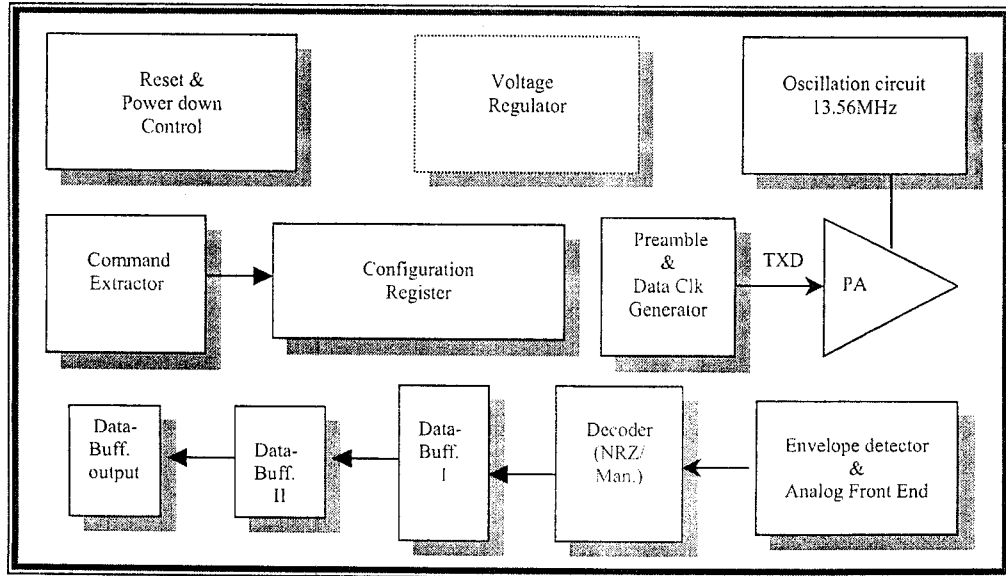 Reset &
Power down
Control
Voltage
Regulator
Oscillation circuit
13.56MHz
Command
Extractor
Configuration
Register
Preamble
&
Data Clk
Generator
TXD
PA
Data-
Buff.
output
Data-
Buff.
II
Data-
Buff.
I
Decoder
(NRZ/
Man.)
Envelope detector
&
Analog Front End